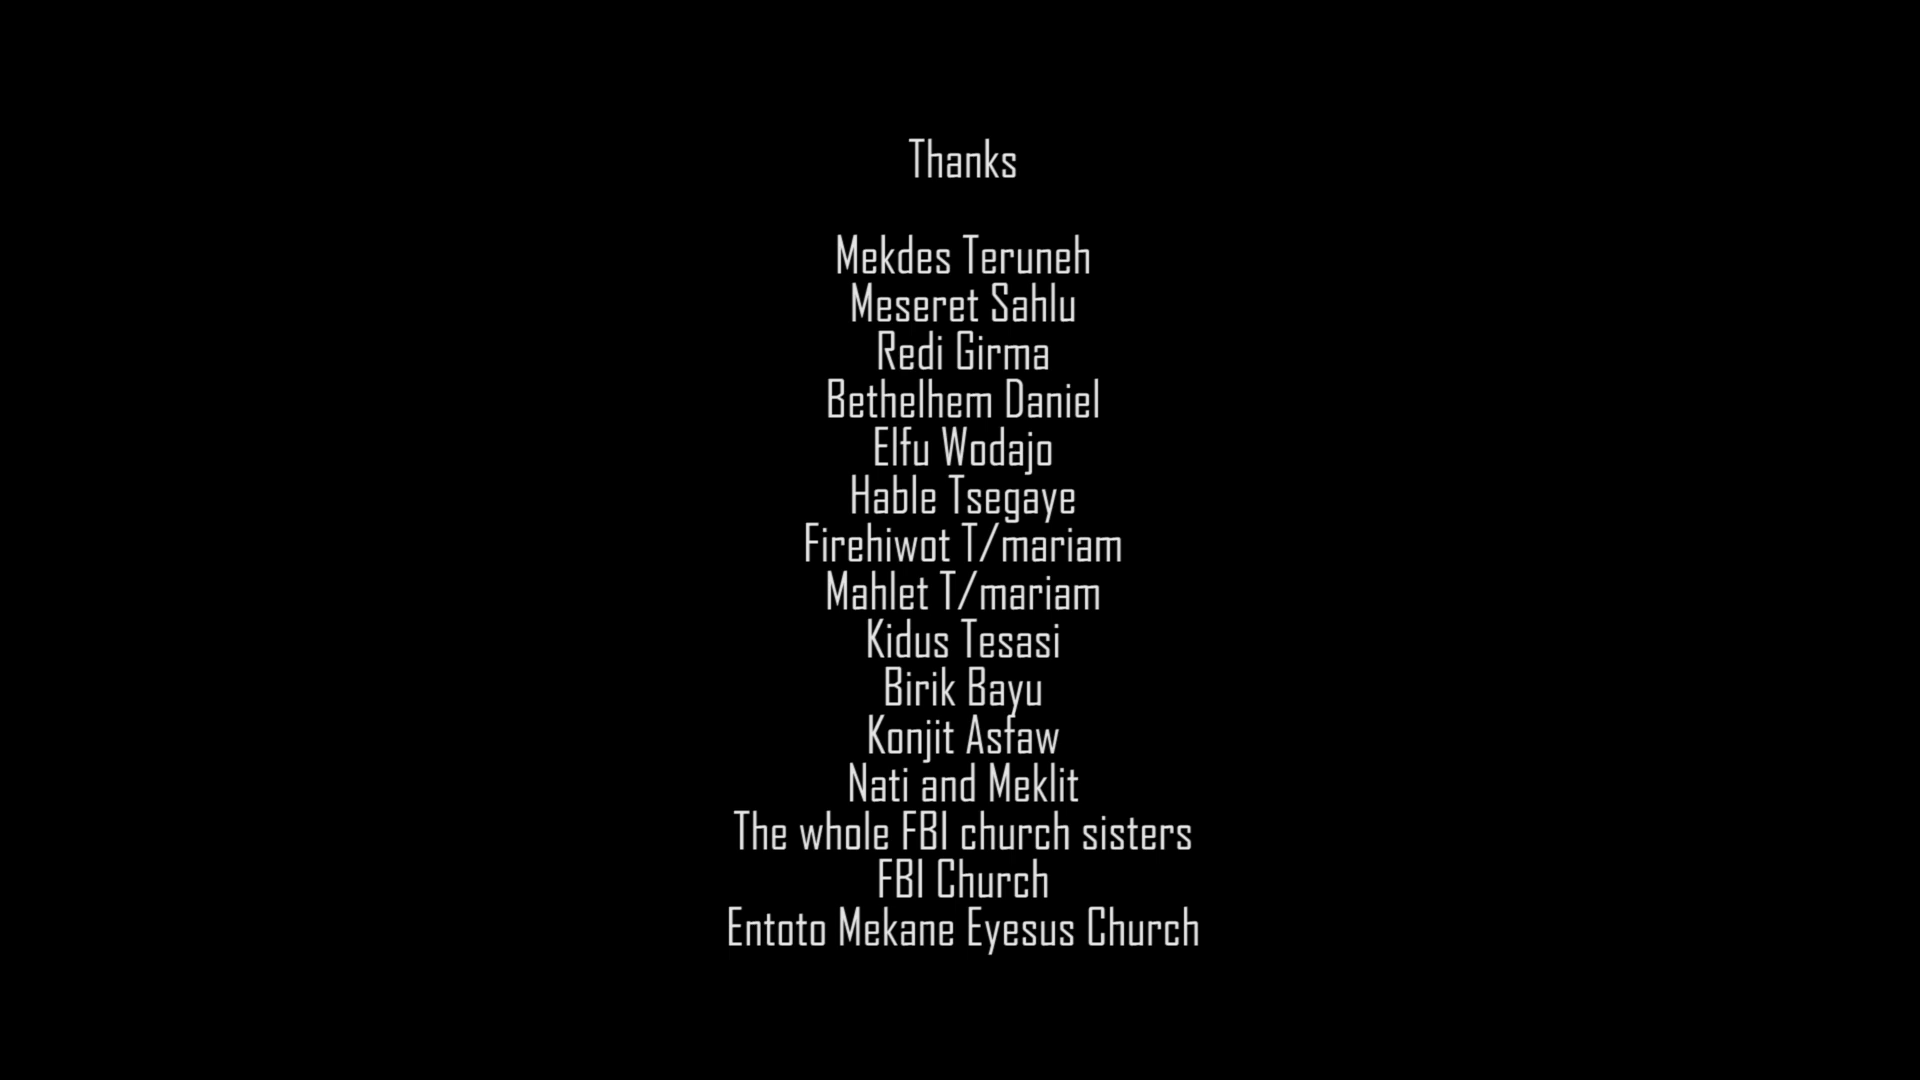 Thanks
Mekdes Teruneh
Meseret Sahlu
Redi Girma
Bethelhem Daniel
Elfu Wodajo
Hable Tsegaye
Firehiwot T/mariam
Mahlet T/mariam
Kidus Tesasi
Birik Bayu
Konjit Asfaw
Nati and Meklit
The whole FBI church sisters
FBI Church
Entoto Mekane Eyesus Church